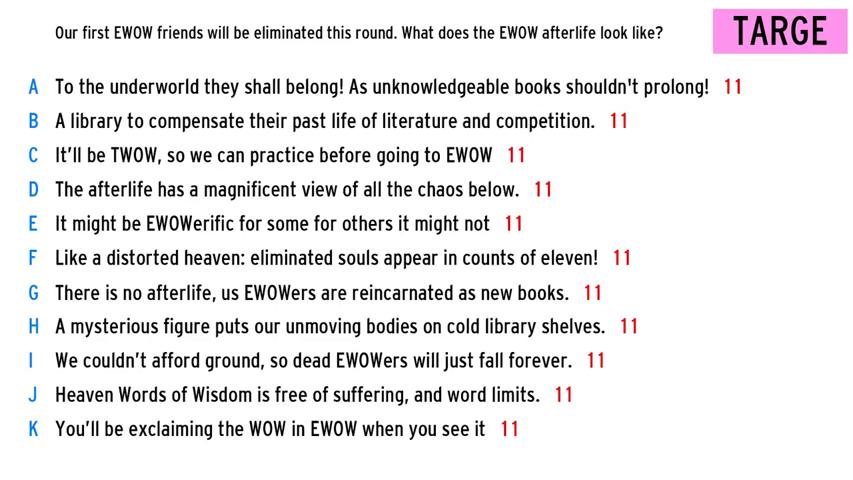 Our first EWOW friends will be eliminated this round. What does the EWOW afterlife look like?
TARGE
A To the underworld they shall belong! As unknowledgeable books shouldn't prolong! 11
B A library to compensate their past life of literature and competition. 11
C It’ll be TWOW, so we can practice before going to EWOW 11
D The afterlife has a magnificent view of all the chaos below. 11
E It might be EWOWerific for some for others it might not 11
F Like a distorted heaven: eliminated souls appear in counts of eleven! 11
G There is no afterlife, us EWOWers are reincarnated as new books. 11
H A mysterious figure puts our unmoving bodies on cold library shelves. 11
I We couldn’t afford ground, so dead EWOWers will just fall forever. 11
J Heaven Words of Wisdom is free of suffering, and word limits. 11
K You’ll be exclaiming the WOW in EWOW when you see it 11